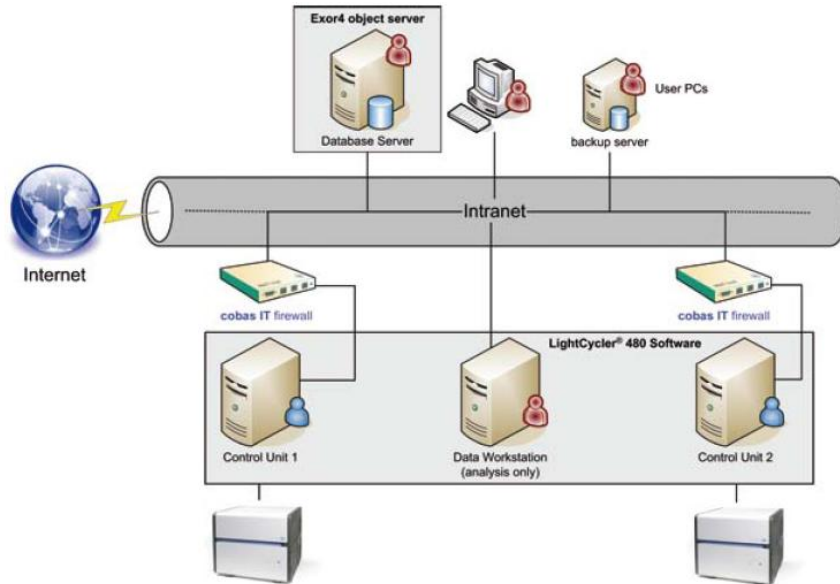 Exor4 object server
Database Server
User PCs
backup server
Intranet
Internet
cobas IT firewall
cobas IT firewall
LightCycler® 480 Software
Control Unit 1
Data Workstation
(analysis only)
Control Unit 2